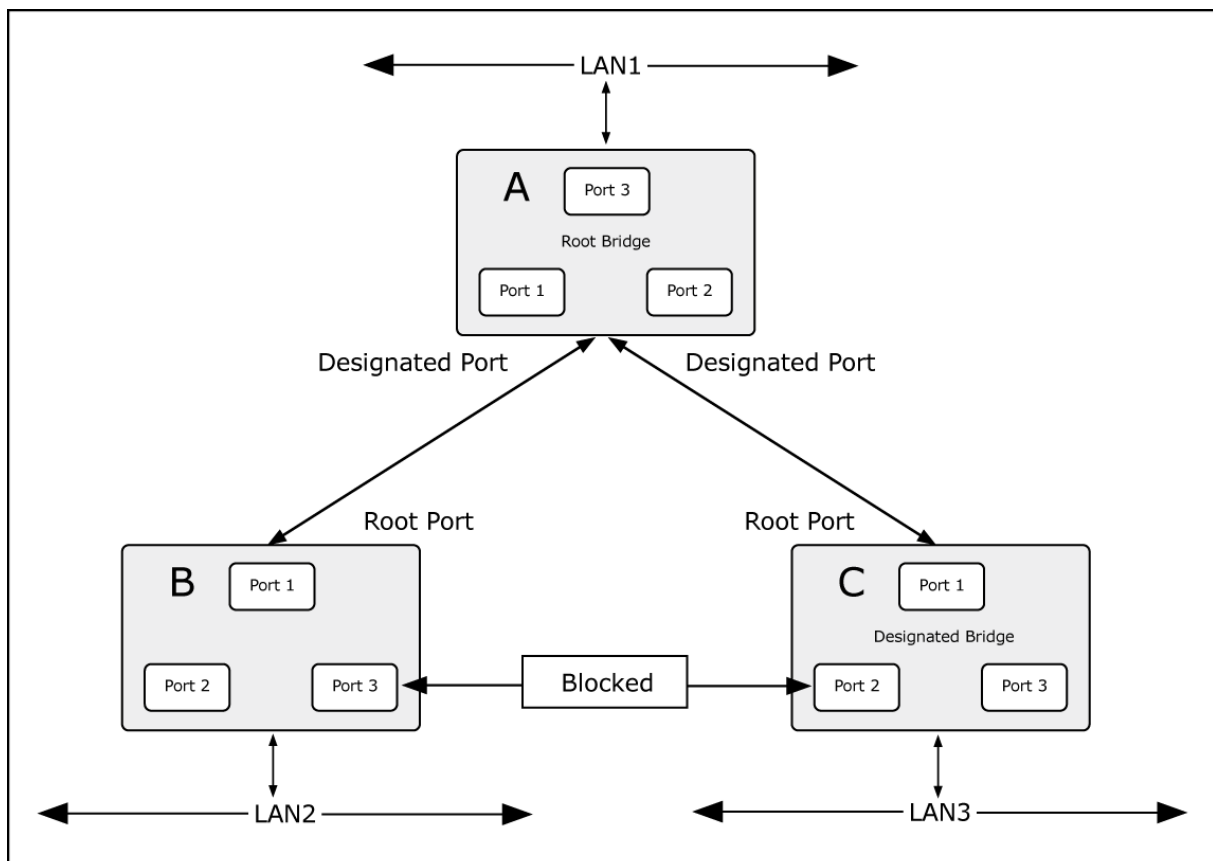 LAN1
A
Port 3
Root Bridge
Port 1
Port 2
Designated Port
Designated Port
Root Port
Root Port
B
Port 1
Port 2
Port 3
Blocked
C
Port 1
Designated Bridge
Port 2
Port 3
LAN2
LAN3